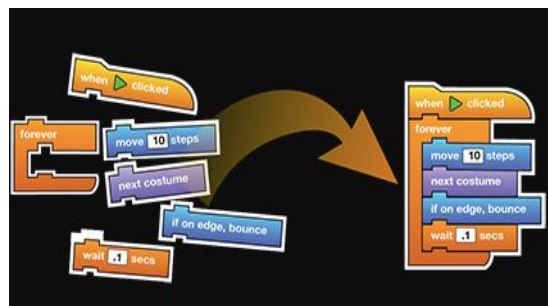 when clicked
forever
move 10 steps
next costume
if on edge, bounce
wait .1 secs
when clicked
forever
move 10 steps
next costume
if on edge, bounce
wait .1 secs